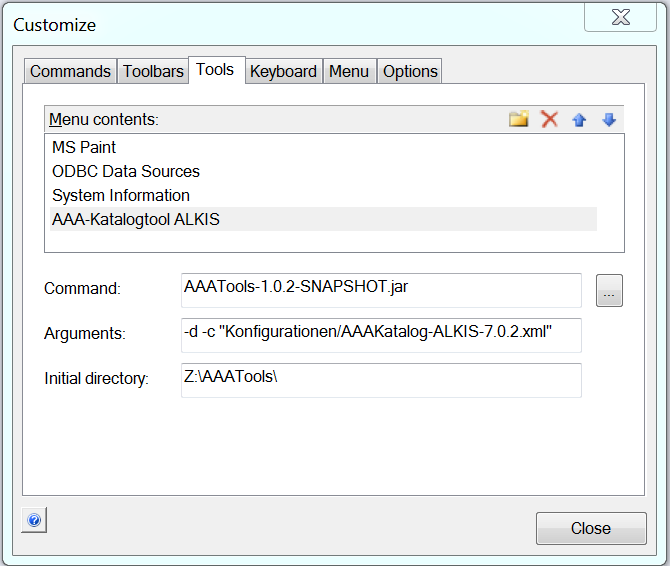 Customize
Commands Toolbars Tools Keyboard Menu Options
Menu contents:
MS Paint
ODBC Data Sources
System Information
AAA-Katalogtool ALKIS
Command: AAATools-1.0.2-SNAPSHOT.jar ...
Arguments: -d -c "Konfigurationen/AAAKatalog-ALKIS-7.0.2.xml"
Initial directory: Z:\AAATools\
?
Close